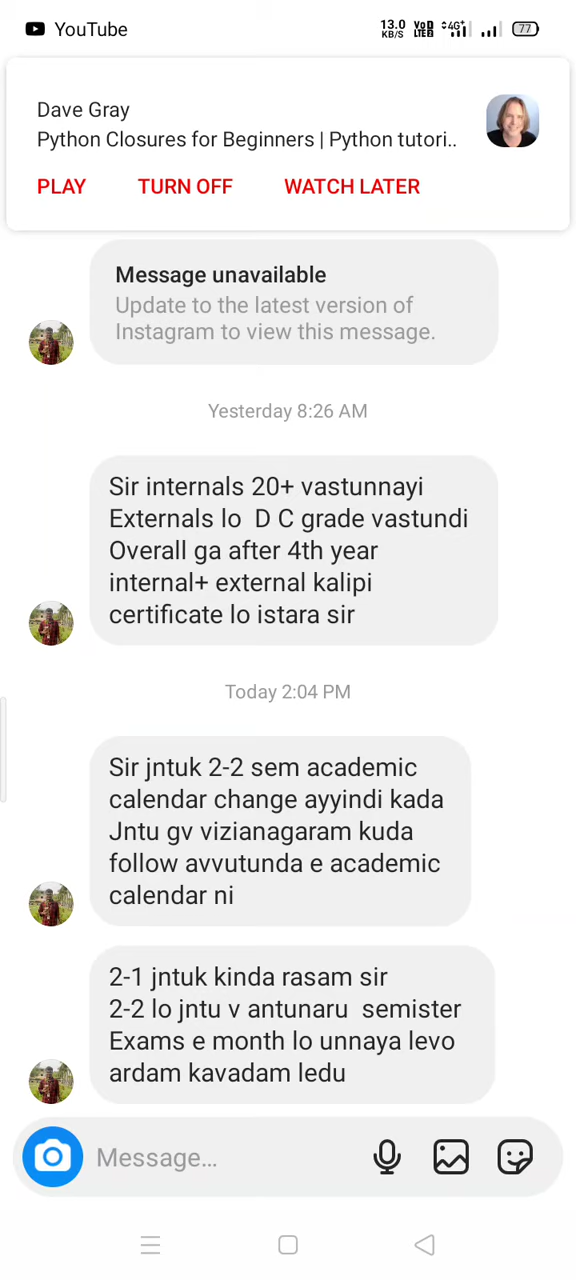 YouTube
13.0 KB/S VoD LTE2 4G+ 77
Dave Gray
Python Closures for Beginners | Python tutori..
PLAY TURN OFF WATCH LATER
Message unavailable
Update to the latest version of
Instagram to view this message.
Yesterday 8:26 AM
Sir internals 20+ vastunnayi
Externals lo D C grade vastundi
Overall ga after 4th year
internal+ external kalipi
certificate lo istara sir
Today 2:04 PM
Sir jntuk 2-2 sem academic
calendar change ayyindi kada
Jntu gv vizianagaram kuda
follow avvutunda e academic
calendar ni
2-1 jntuk kinda rasam sir
2-2 lo jntu v antunaru semister
Exams e month lo unnaya levo
ardam kavadam ledu
Message...